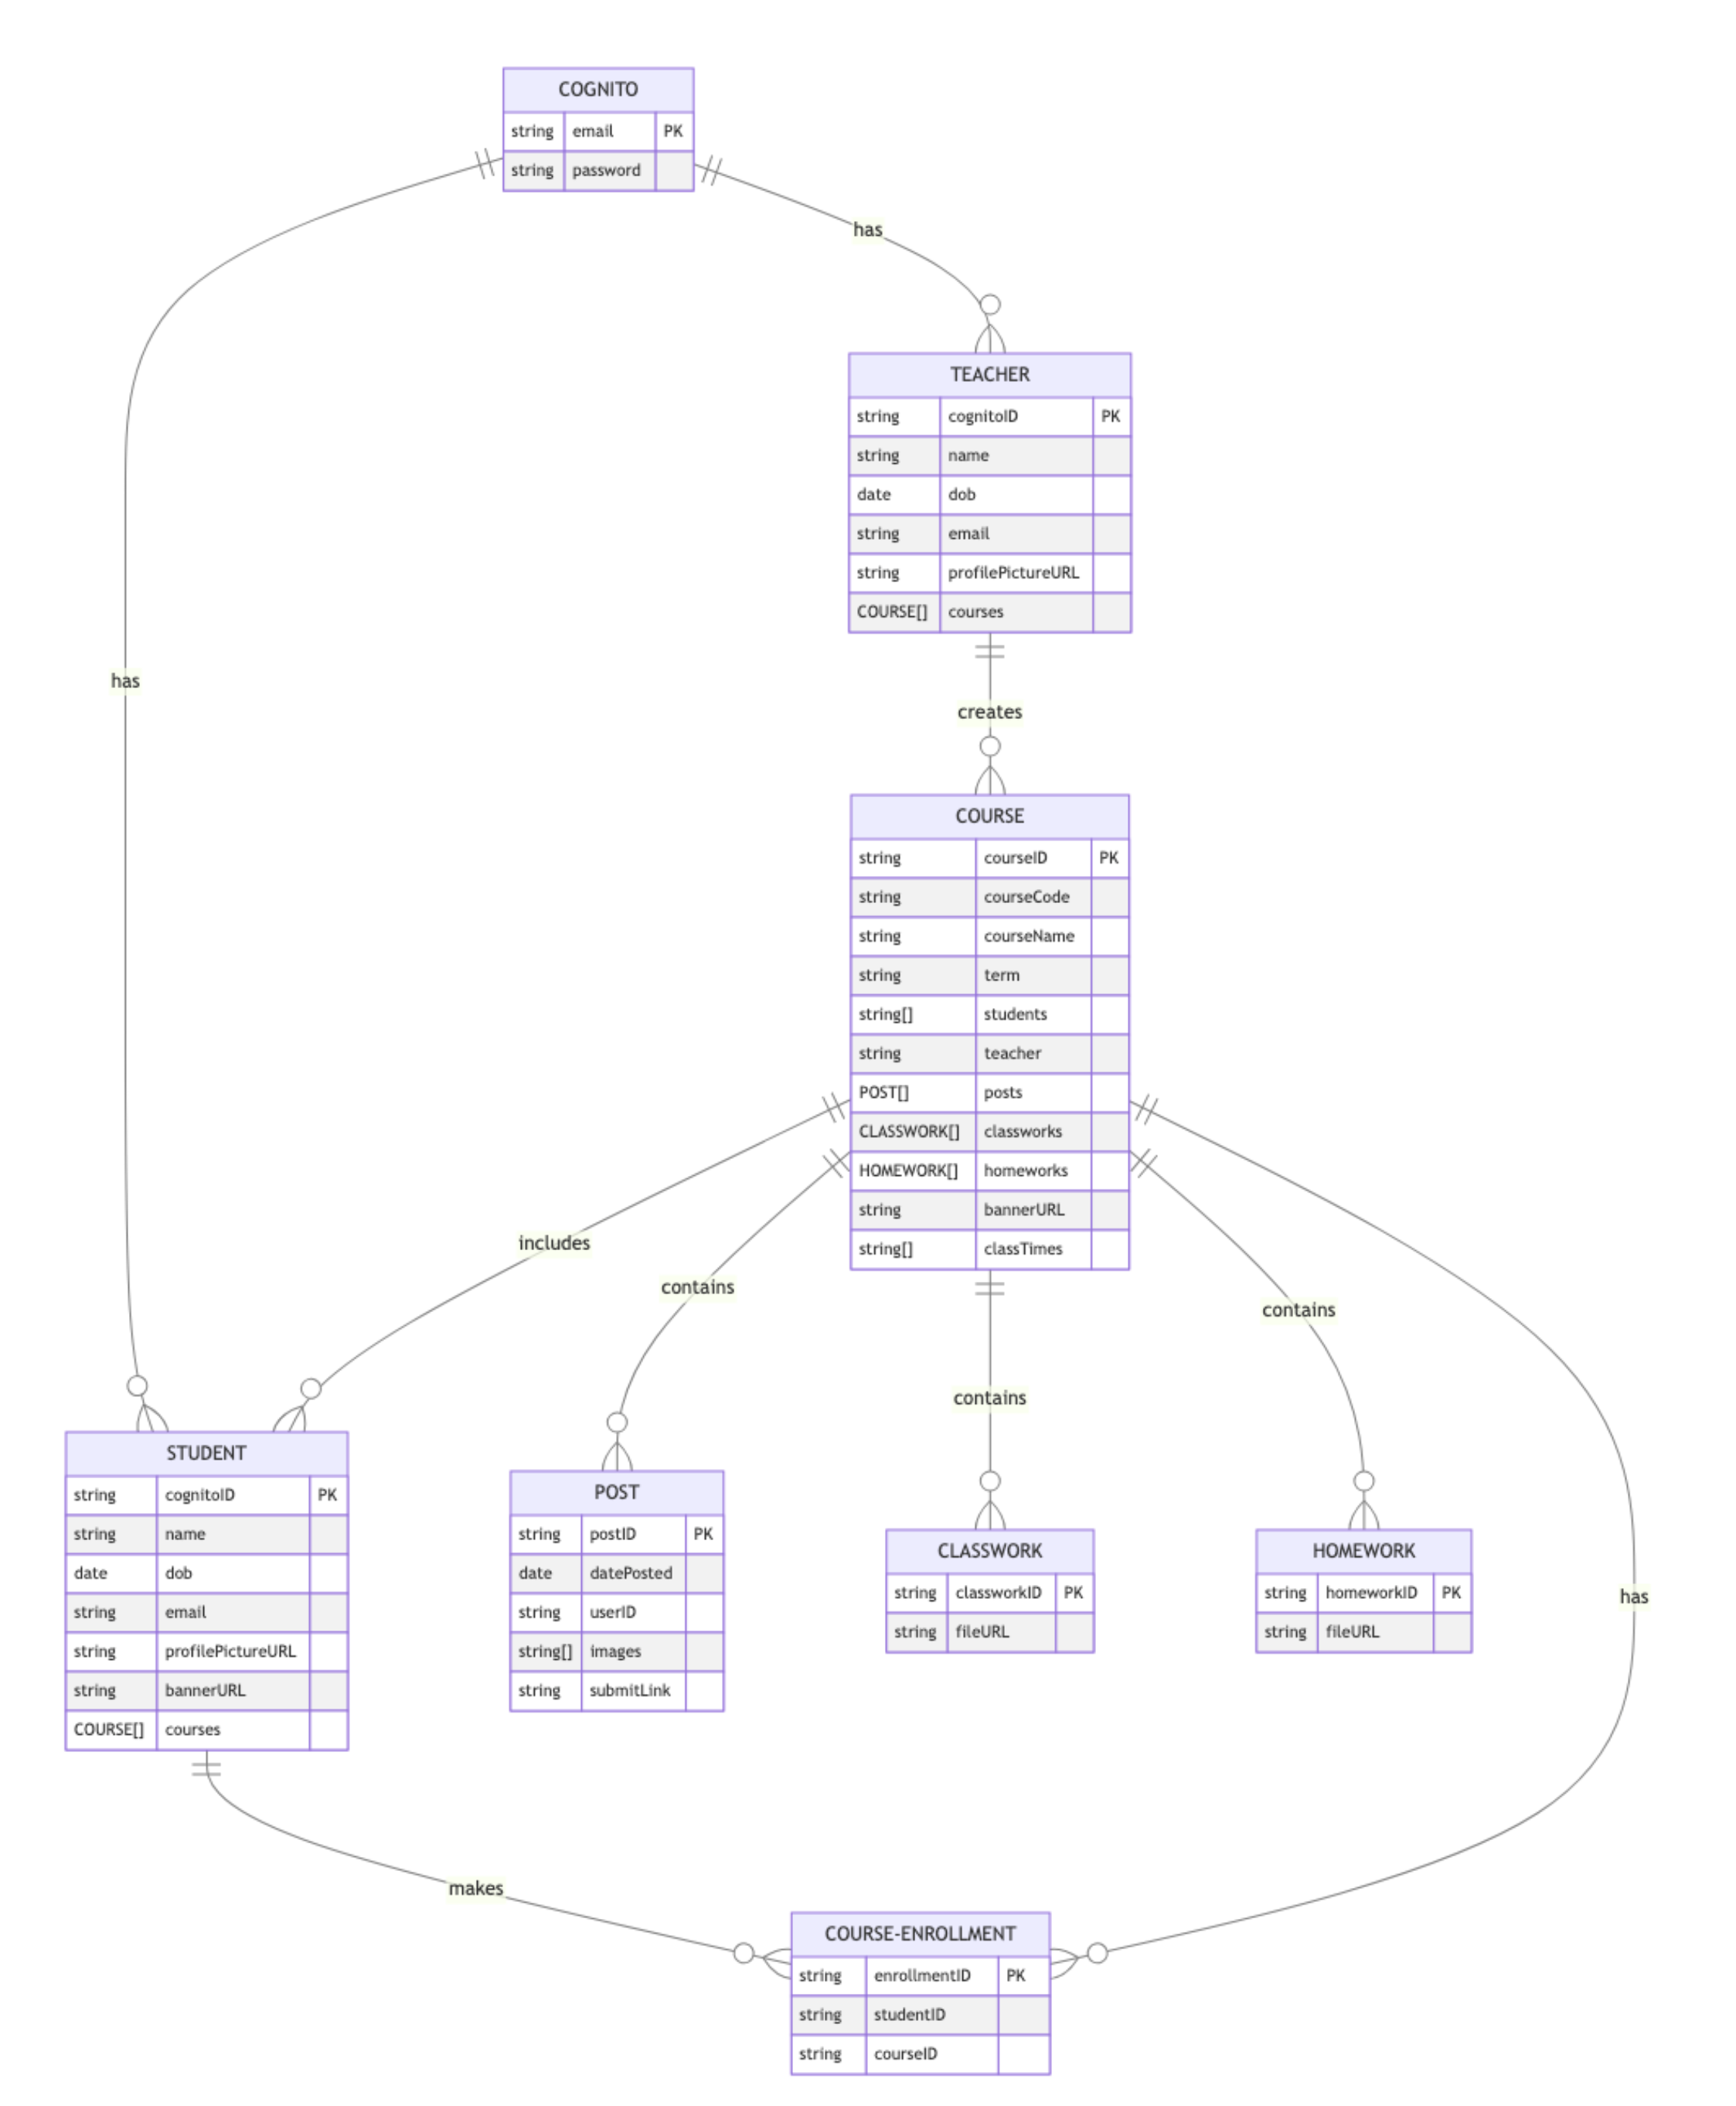 COGNITO
string email PK
string password
has
TEACHER
string cognitoID PK
string name
date dob
string email
string profilePictureURL
COURSE[] courses
has
creates
COURSE
string courseID PK
string courseCode
string courseName
string term
string[] students
string teacher
POST[] posts
CLASSWORK[] classworks
HOMEWORK[] homeworks
string bannerURL
string[] classTimes
includes
contains
contains
contains
STUDENT
string cognitoID PK
string name
date dob
string email
string profilePictureURL
string bannerURL
COURSE[] courses
POST
string postID PK
date datePosted
string userID
string[] images
string submitLink
CLASSWORK
string classworkID PK
string fileURL
HOMEWORK
string homeworkID PK
string fileURL
has
makes
COURSE-ENROLLMENT
string enrollmentID PK
string studentID
string courseID